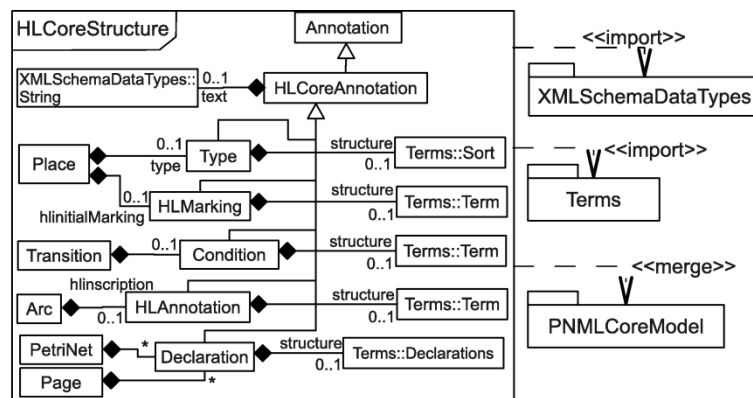 HLCoreStructure
Annotation
<<import>>
XMLSchemaDataTypes::
String
0..1
text
HLCoreAnnotation
XMLSchemaDataTypes
Place
0..1
type
Type
structure
0..1
Terms::Sort
<<import>>
Terms
0..1
hlinitialMarking
HLMarking
structure
0..1
Terms::Term
Transition
0..1
Condition
structure
0..1
Terms::Term
<<merge>>
PNMLCoreModel
Arc
hlinscription
0..1
HLAnnotation
structure
0..1
Terms::Term
PetriNet
*
Declaration
structure
0..1
Terms::Declarations
Page
*